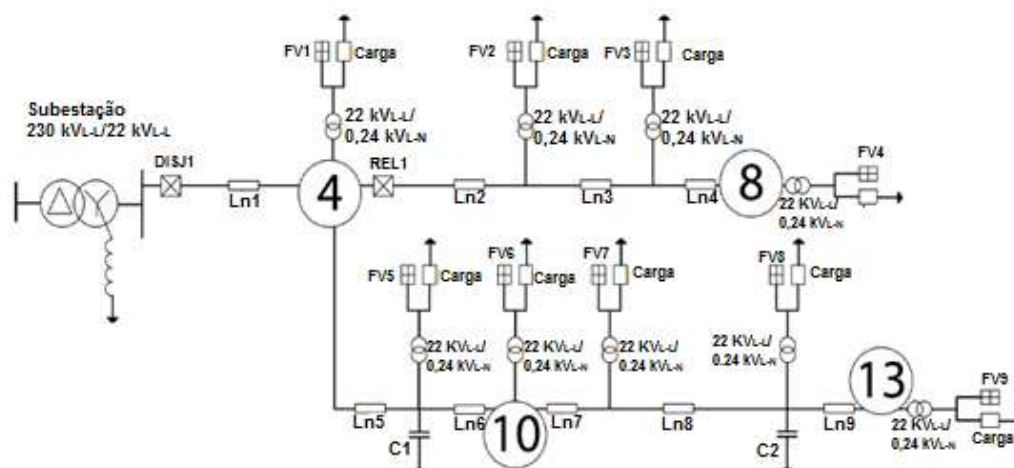 FV1
Carga
FV2
Carga
FV3
Carga
Subestação
230 kVL-L/22 kVL-L
22 kVL-L/
0,24 kVL-N
22 kVL-L/
0,24 kVL-N
22 kVL-L/
0,24 kVL-N
DISJ1
REL1
FV4
4
8
Ln1
Ln2
Ln3
Ln4
22 KVL-L/
0,24 kVL-N
FV5
Carga
FV6
Carga
FV7
Carga
FV8
Carga
22 KVL-L/
0,24 kVL-N
22 KVL-L/
0,24 kVL-N
22 KVL-L/
0.24 kVL-N
22 KVL-L/
0.24 kVL-N
13
FV9
Ln5
Ln6
10
Ln7
Ln8
Ln9
22 KVL-L/
0,24 kVL-N
Carga
C1
C2